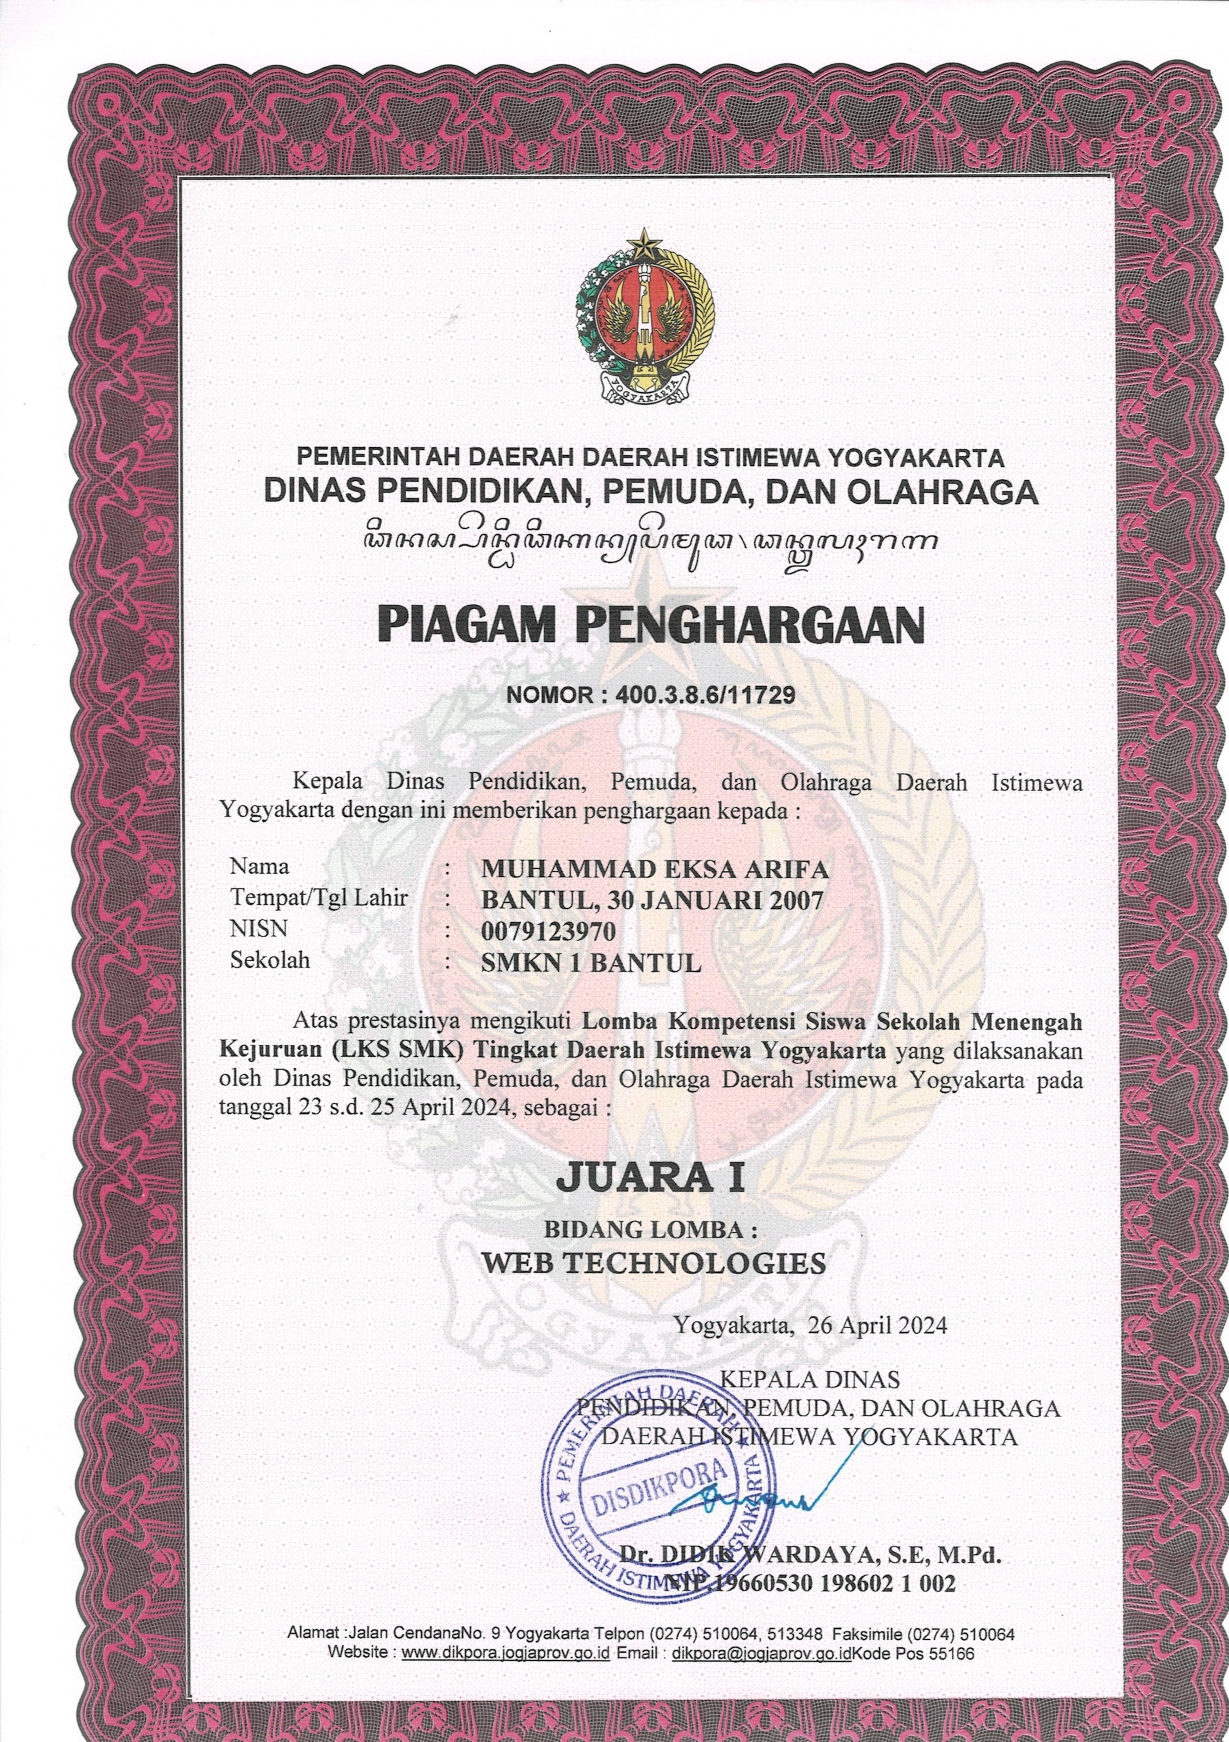 YOGYAKARTA
PEMERINTAH DAERAH DAERAH ISTIMEWA YOGYAKARTA
DINAS PENDIDIKAN, PEMUDA, DAN OLAHRAGA
PIAGAM PENGHARGAAN
NOMOR : 400.3.8.6/11729
Kepala Dinas Pendidikan, Pemuda, dan Olahraga Daerah Istimewa
Yogyakarta dengan ini memberikan penghargaan kepada :
Nama : MUHAMMAD EKSA ARIFA
Tempat/Tgl Lahir : BANTUL, 30 JANUARI 2007
NISN : 0079123970
Sekolah : SMKN 1 BANTUL
Atas prestasinya mengikuti Lomba Kompetensi Siswa Sekolah Menengah
Kejuruan (LKS SMK) Tingkat Daerah Istimewa Yogyakarta yang dilaksanakan
oleh Dinas Pendidikan, Pemuda, dan Olahraga Daerah Istimewa Yogyakarta pada
tanggal 23 s.d. 25 April 2024, sebagai :
JUARA I
BIDANG LOMBA :
WEB TECHNOLOGIES
YOGYAKARTA
Yogyakarta, 26 April 2024
KEPALA DINAS
PENDIDIKAN, PEMUDA, DAN OLAHRAGA
DAERAH ISTIMEWA YOGYAKARTA
★ PEMERINTAH DAERAH ★
DISDIKPORA
DAERAH ISTIMEWA YOGYAKARTA
Dr. DIDIK WARDAYA, S.E, M.Pd.
NIP.19660530 198602 1 002
Alamat :Jalan CendanaNo. 9 Yogyakarta Telpon (0274) 510064, 513348 Faksimile (0274) 510064
Website : www.dikpora.jogjaprov.go.id Email : dikpora@jogjaprov.go.idKode Pos 55166